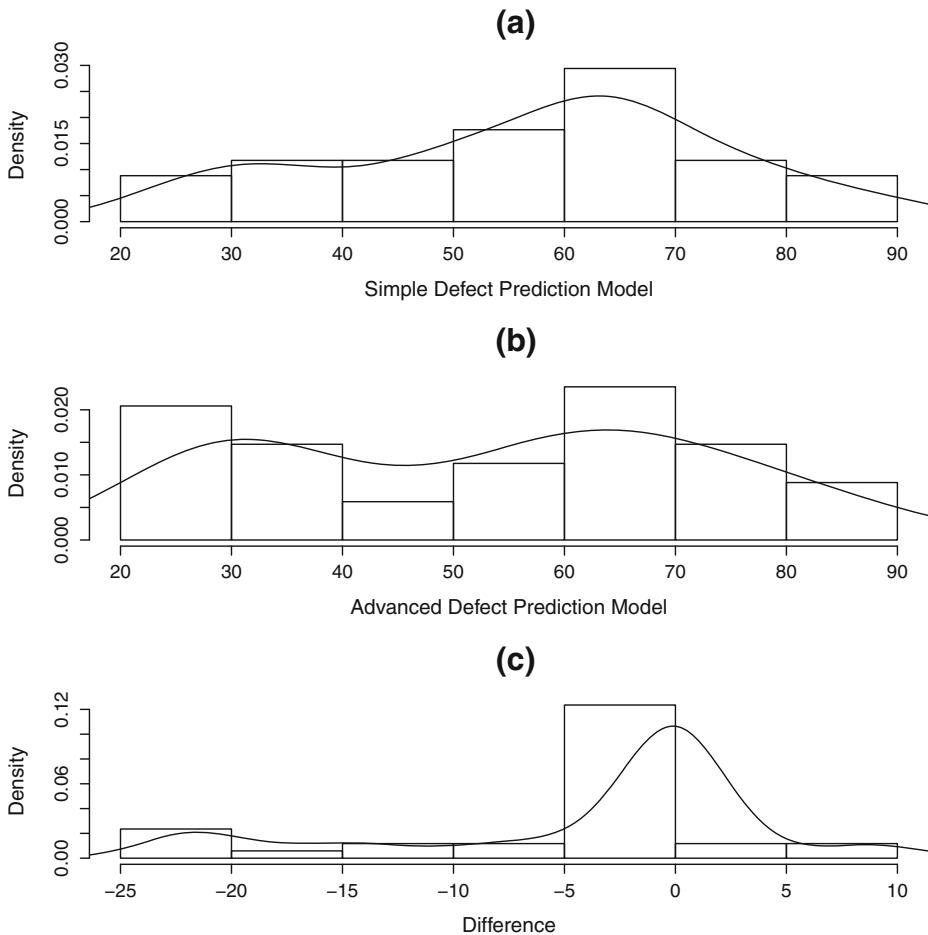 (a)
Density
0.000 0.015 0.030
20 30 40 50 60 70 80 90
Simple Defect Prediction Model
(b)
Density
0.000 0.010 0.020
20 30 40 50 60 70 80 90
Advanced Defect Prediction Model
(c)
Density
0.00 0.06 0.12
−25 −20 −15 −10 −5 0 5 10
Difference